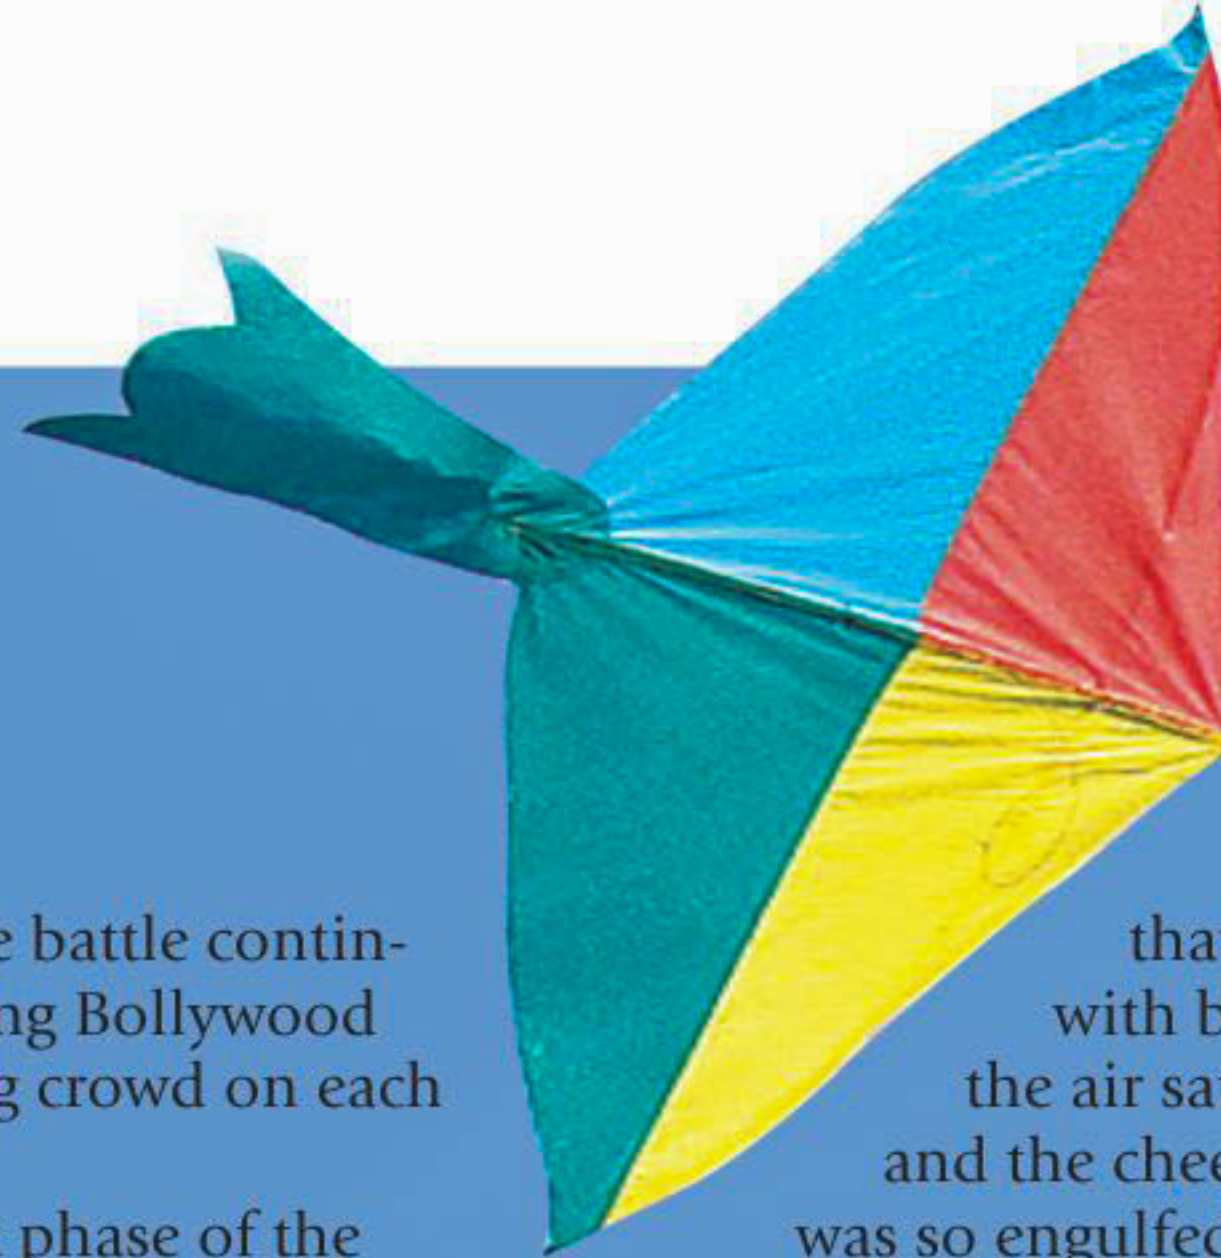 e battle contin-
ng Bollywood
g crowd on each
phase of the
tha
with b
the air sa
and the chee
was so engulfed